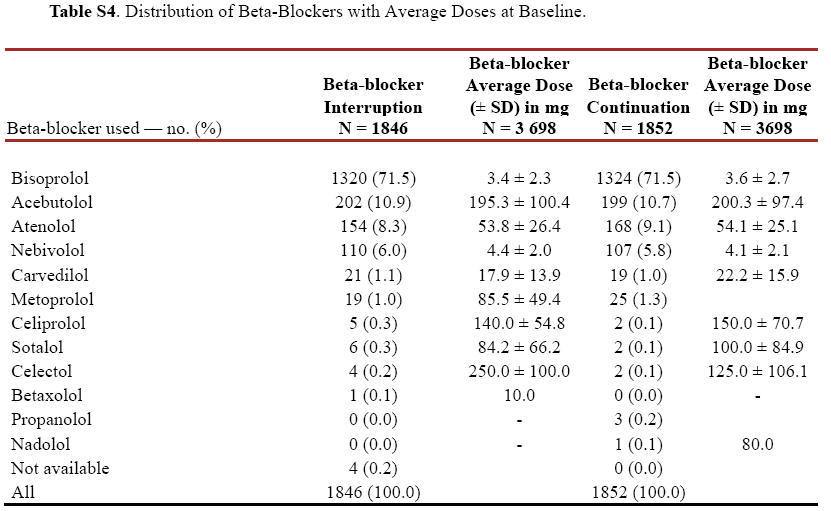 Table S4. Distribution of Beta-Blockers with Average Doses at Baseline.
Beta-blocker Beta-blocker
Beta-blocker Average Dose Beta-blocker Average Dose
Interruption (± SD) in mg Continuation (± SD) in mg
Beta-blocker used — no. (%) N = 1846 N = 3 698 N = 1852 N = 3698
Bisoprolol 1320 (71.5) 3.4 ± 2.3 1324 (71.5) 3.6 ± 2.7
Acebutolol 202 (10.9) 195.3 ± 100.4 199 (10.7) 200.3 ± 97.4
Atenolol 154 (8.3) 53.8 ± 26.4 168 (9.1) 54.1 ± 25.1
Nebivolol 110 (6.0) 4.4 ± 2.0 107 (5.8) 4.1 ± 2.1
Carvedilol 21 (1.1) 17.9 ± 13.9 19 (1.0) 22.2 ± 15.9
Metoprolol 19 (1.0) 85.5 ± 49.4 25 (1.3)
Celiprolol 5 (0.3) 140.0 ± 54.8 2 (0.1) 150.0 ± 70.7
Sotalol 6 (0.3) 84.2 ± 66.2 2 (0.1) 100.0 ± 84.9
Celectol 4 (0.2) 250.0 ± 100.0 2 (0.1) 125.0 ± 106.1
Betaxolol 1 (0.1) 10.0 0 (0.0) -
Propanolol 0 (0.0) - 3 (0.2)
Nadolol 0 (0.0) - 1 (0.1) 80.0
Not available 4 (0.2) 0 (0.0)
All 1846 (100.0) 1852 (100.0)